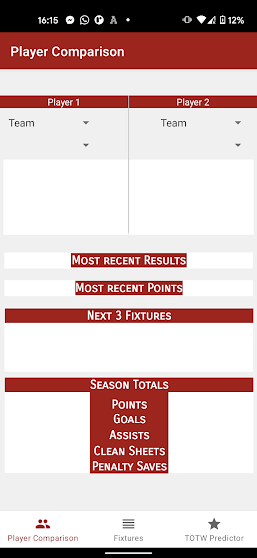 16:15
12%
Player Comparison
Player 1 Player 2
Team Team
Most recent Results
Most recent Points
Next 3 Fixtures
Season Totals
Points
Goals
Assists
Clean Sheets
Penalty Saves
Player Comparison Fixtures TOTW Predictor